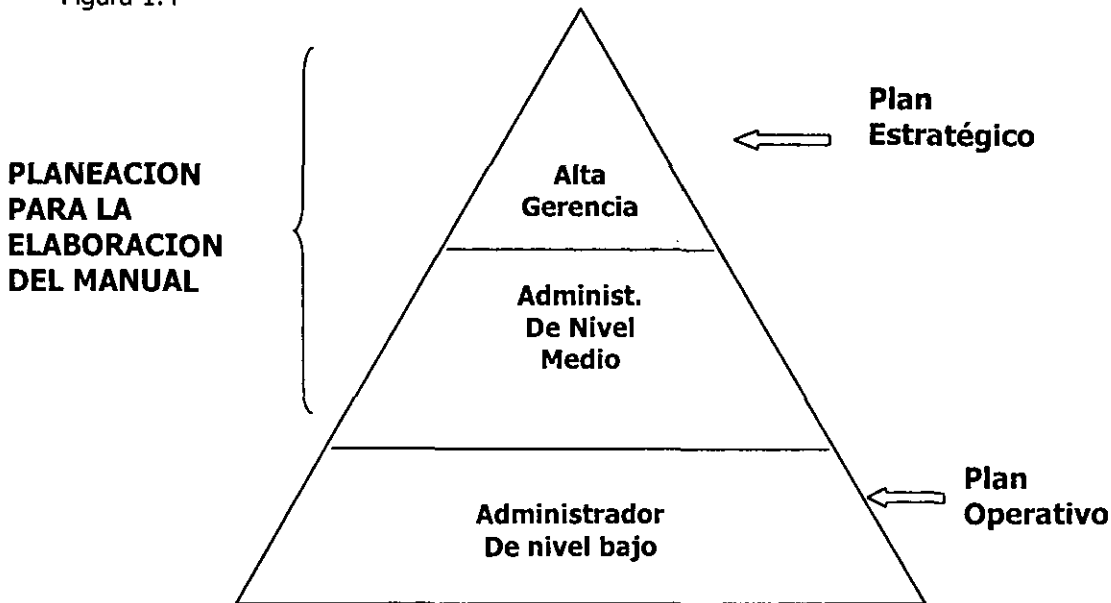 Figura 1.4
PLANEACION
PARA LA
ELABORACION
DEL MANUAL
Plan
Estratégico
Alta
Gerencia
Administ.
De Nivel
Medio
Plan
Operativo
Administrador
De nivel bajo